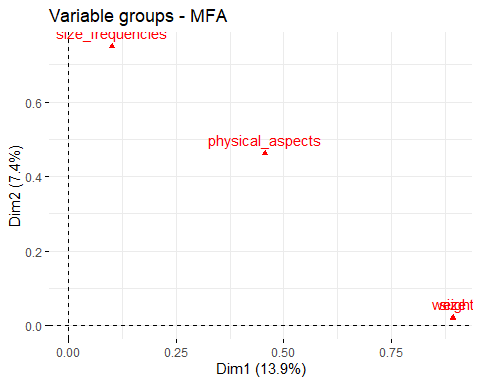 Variable groups - MFA
size_frequencies
physical_aspects
Dim2 (7.4%)
0.6
0.4
0.2
0.0
0.00
0.25
0.50
0.75
Dim1 (13.9%)